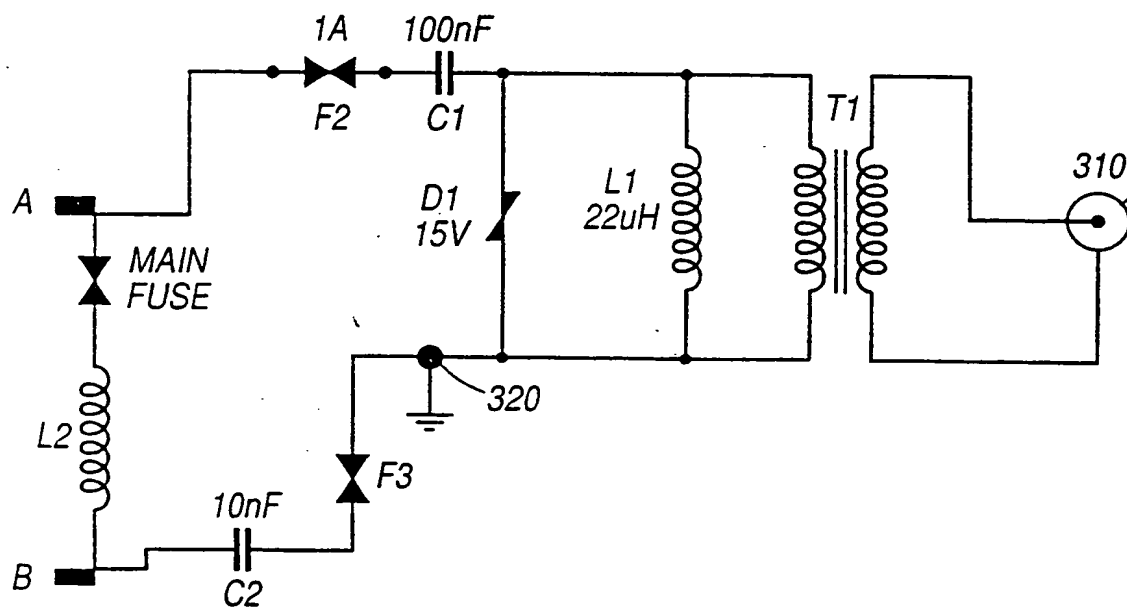 1A
F2
100nF
C1
T1
310
A
MAIN
FUSE
D1
15V
L1
22uH
320
L2
F3
10nF
C2
B